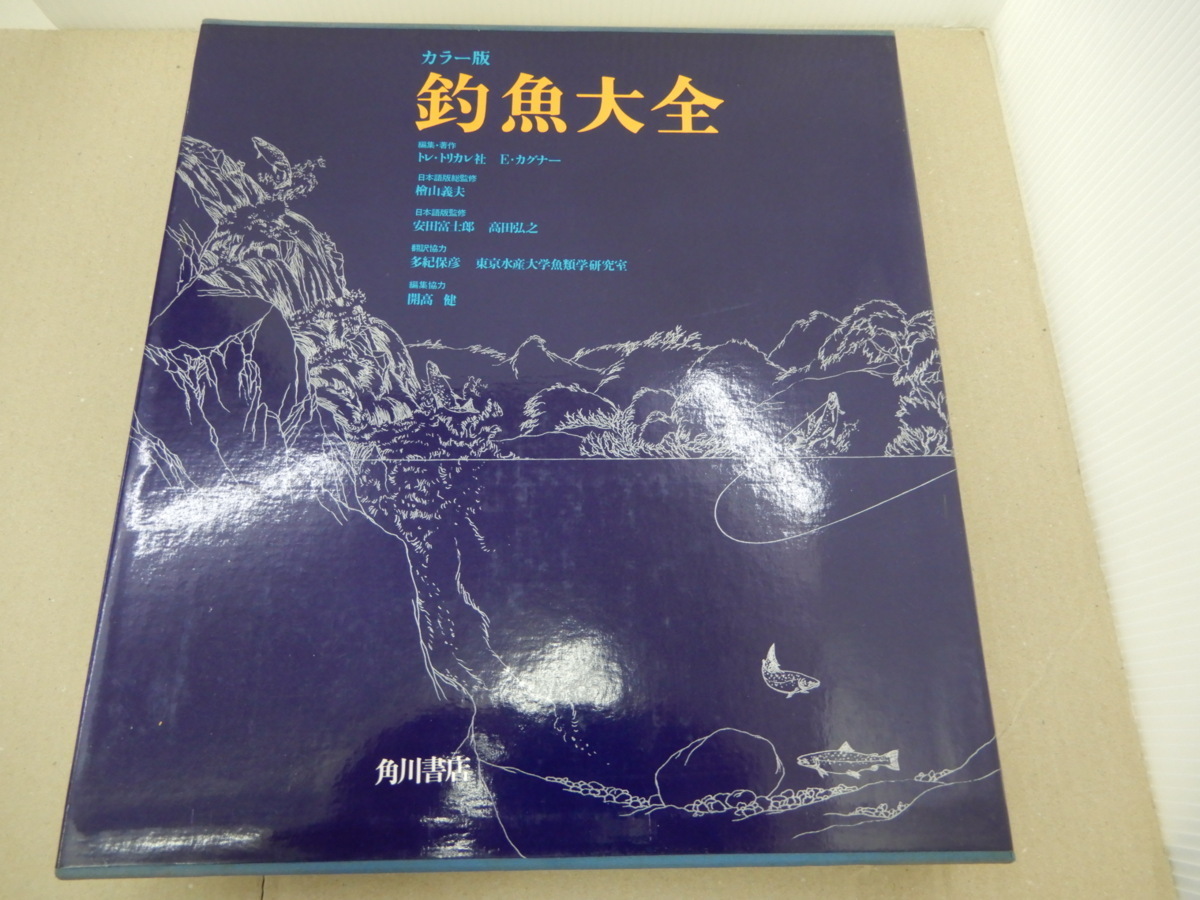 カラー版
釣魚大全
編集・著作
トレ・トリカレ社 E・カグナー
日本語版総監修
檜山義夫
日本語版監修
安田富士郎 高田弘之
翻訳協力
多紀保彦 東京水産大学魚類学研究室
編集協力
開高 健
角川書店